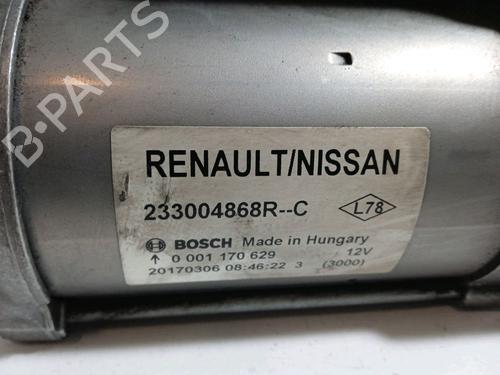 B-PARTS
RENAULT/NISSAN
233004868R--C L78
BOSCH Made in Hungary
↑ 0 001 170 629 12V
20170306 08:46:22 3 (3000)